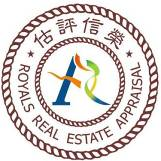 估評信榮
ROYALS REAL ESTATE APPRAISAL